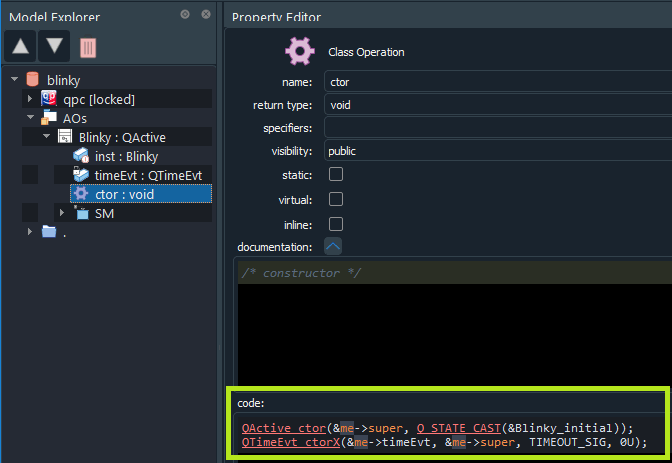 Model Explorer
blinky
qpc [locked]
AOs
Blinky : QActive
inst : Blinky
timeEvt : QTimeEvt
ctor : void
SM
.
Property Editor
Class Operation
name: ctor
return type: void
specifiers:
visibility: public
static:
virtual:
inline:
documentation:
/* constructor */
code:
QActive_ctor(&me->super, Q_STATE_CAST(&Blinky_initial));
QTimeEvt_ctorX(&me->timeEvt, &me->super, TIMEOUT_SIG, 0U);